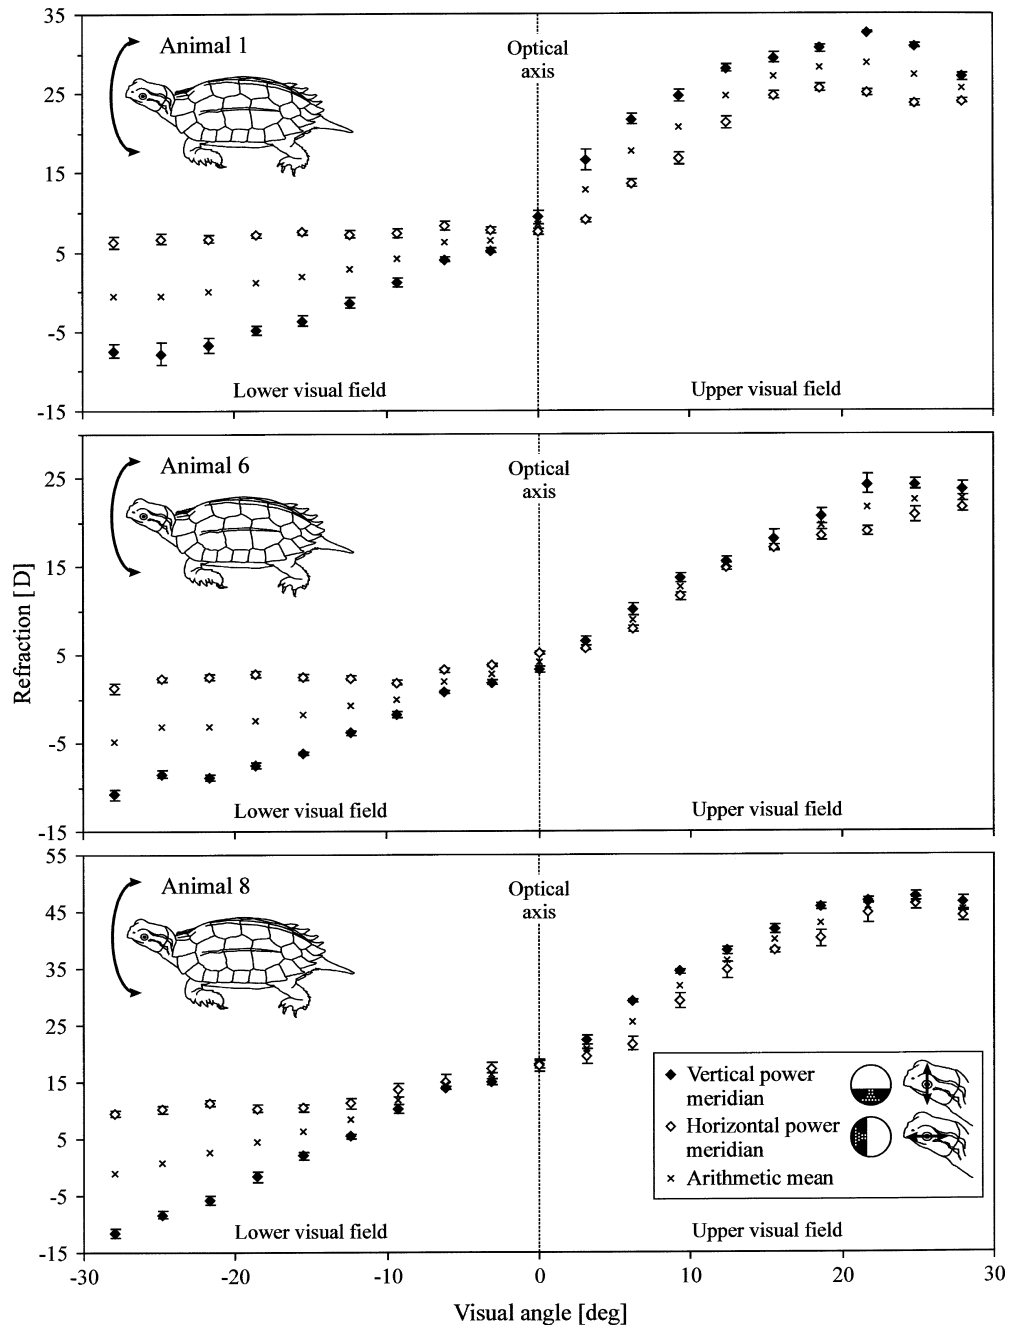 35
Animal 1
Optical
axis
25
15
5
-5
Lower visual field
Upper visual field
-15
Animal 6
Optical
axis
25
15
5
-5
Lower visual field
Upper visual field
-15
Refraction [D]
55
Animal 8
Optical
axis
45
35
25
15
5
-5
-15
Vertical power
meridian
Horizontal power
meridian
Arithmetic mean
Lower visual field
Upper visual field
-30
-20
-10
0
10
20
30
Visual angle [deg]